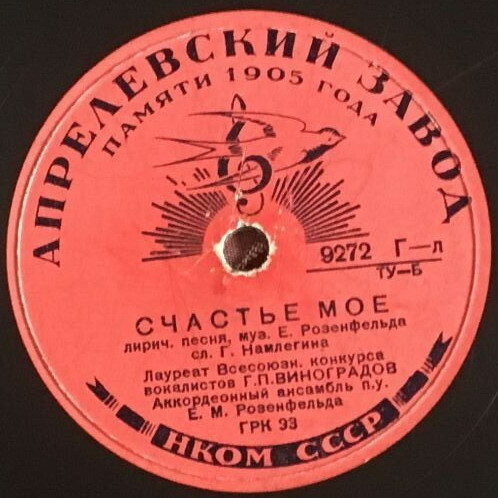 АПРЕЛЕВСКИЙ ЗАВОД
ПАМЯТИ 1905 ГОДА
9272 Г—л
ТУ—Б
СЧАСТЬЕ МОЕ
лирич. песня, муз. Е. Розенфельда
сл. Г. Намлегина
Лауреат Всесоюзн. конкурса
вокалистов Г.П.ВИНОГРАДОВ
Аккордеонный ансамбль п.у.
Е. М. Розенфельда
ГРК 93
НКОМ СССР